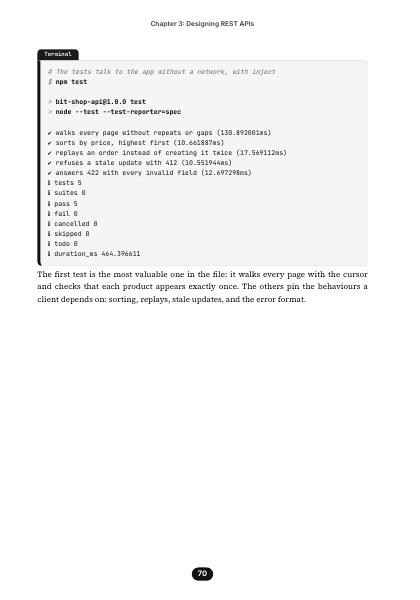 Chapter 3: Designing REST APIs
Terminal
# The tests talk to the app without a network, with inject
$ npm test
> bit-shop-api@1.0.0 test
> node --test --test-reporter=spec
✔ walks every page without repeats or gaps (130.892001ms)
✔ sorts by price, highest first (10.661887ms)
✔ replays an order instead of creating it twice (17.569112ms)
✔ refuses a stale update with 412 (10.551944ms)
✔ answers 422 with every invalid field (12.697298ms)
ℹ tests 5
ℹ suites 0
ℹ pass 5
ℹ fail 0
ℹ cancelled 0
ℹ skipped 0
ℹ todo 0
ℹ duration_ms 464.396611
The first test is the most valuable one in the file: it walks every page with the cursor
and checks that each product appears exactly once. The others pin the behaviours a
client depends on: sorting, replays, stale updates, and the error format.
70